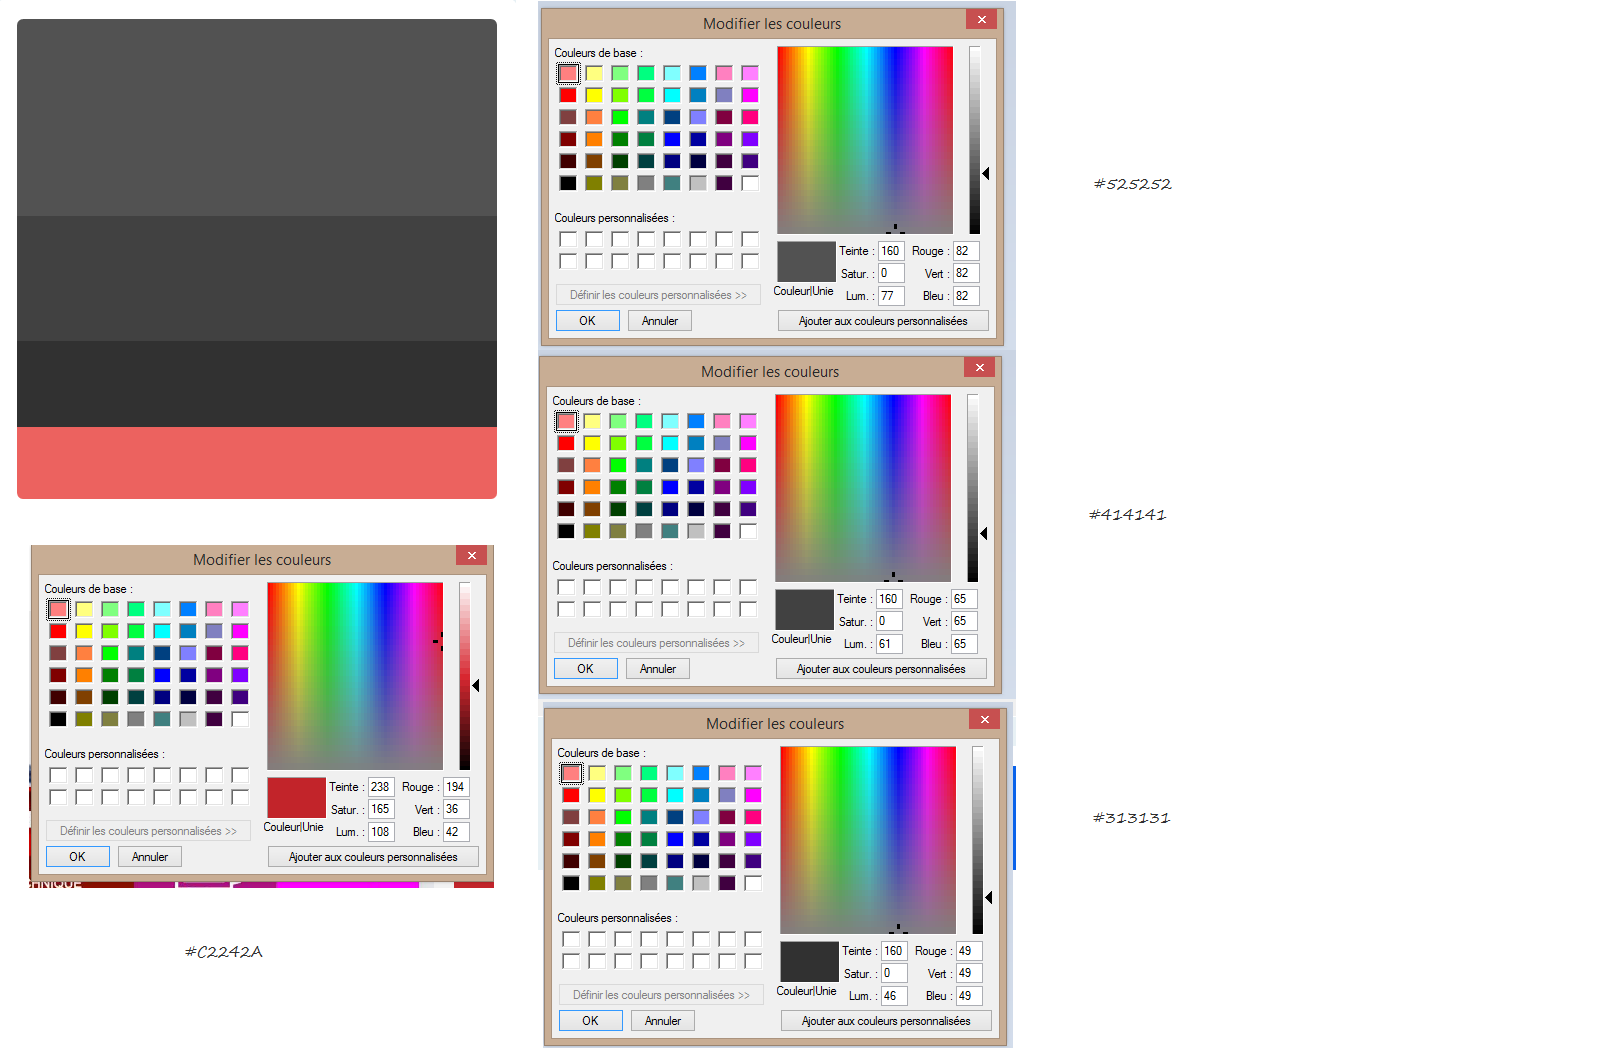 Modifier les couleurs
Couleurs de base :
Couleurs personnalisées :
Définir les couleurs personnalisées >>
OK
Annuler
Teinte : 160 Rouge : 82
Satur. : 0 Vert : 82
Couleur|Unie
Lum. : 77 Bleu : 82
Ajouter aux couleurs personnalisées
#525252
Modifier les couleurs
Couleurs de base :
Couleurs personnalisées :
Définir les couleurs personnalisées >>
OK
Annuler
Teinte : 160 Rouge : 65
Satur. : 0 Vert : 65
Couleur|Unie
Lum. : 61 Bleu : 65
Ajouter aux couleurs personnalisées
#414141
Modifier les couleurs
Couleurs de base :
Couleurs personnalisées :
Définir les couleurs personnalisées >>
OK
Annuler
Teinte : 238 Rouge : 194
Satur. : 165 Vert : 36
Couleur|Unie
Lum. : 108 Bleu : 42
Ajouter aux couleurs personnalisées
#C2242A
Modifier les couleurs
Couleurs de base :
Couleurs personnalisées :
Définir les couleurs personnalisées >>
OK
Annuler
Teinte : 160 Rouge : 49
Satur. : 0 Vert : 49
Couleur|Unie
Lum. : 46 Bleu : 49
Ajouter aux couleurs personnalisées
#313131